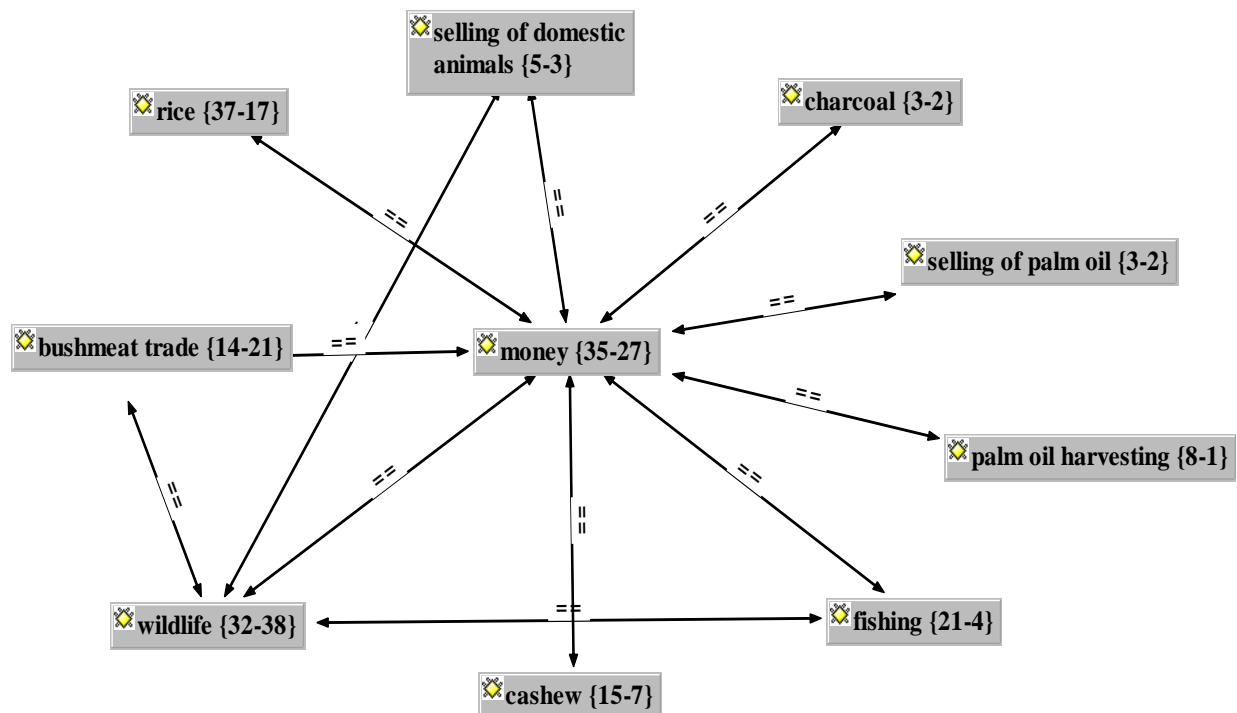 selling of domestic
animals {5-3}
rice {37-17}
charcoal {3-2}
==
==
==
selling of palm oil {3-2}
==
bushmeat trade {14-21}
==
money {35-27}
==
palm oil harvesting {8-1}
==
==
==
==
wildlife {32-38}
==
fishing {21-4}
cashew {15-7}